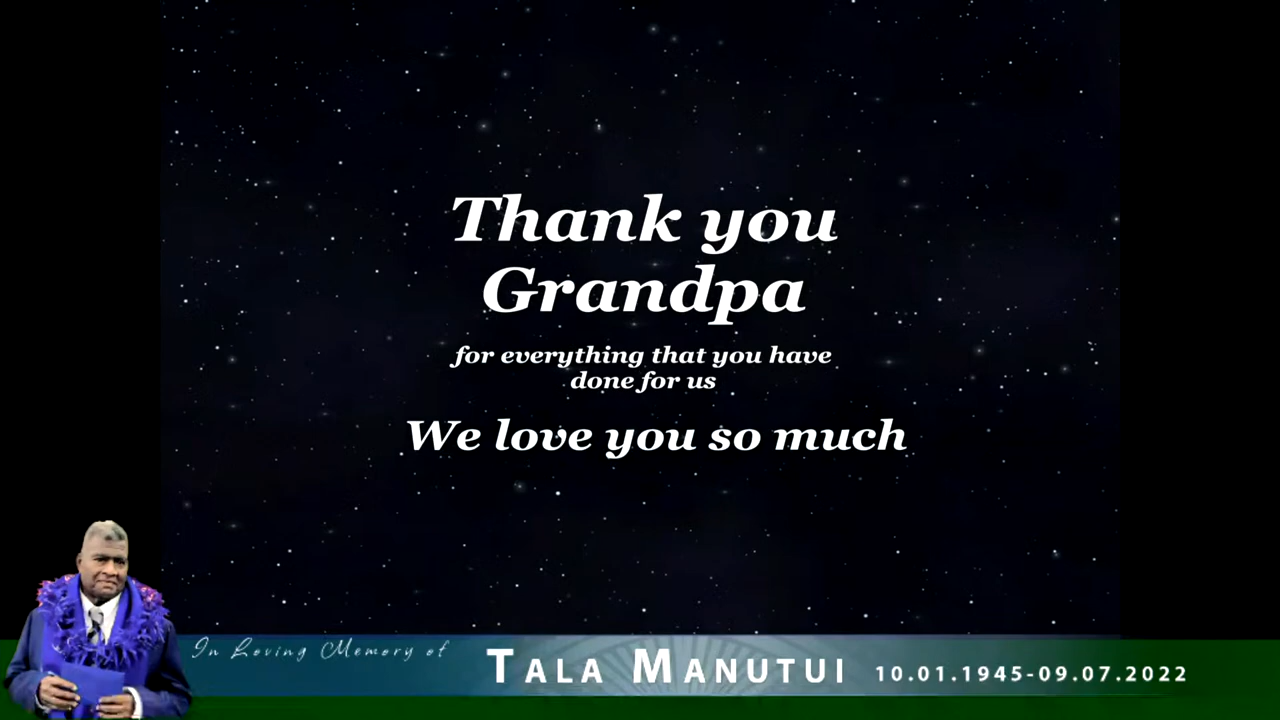 Thank you
Grandpa
for everything that you have
done for us
We love you so much
In Loving Memory of TALA MANUTUI 10.01.1945-09.07.2022